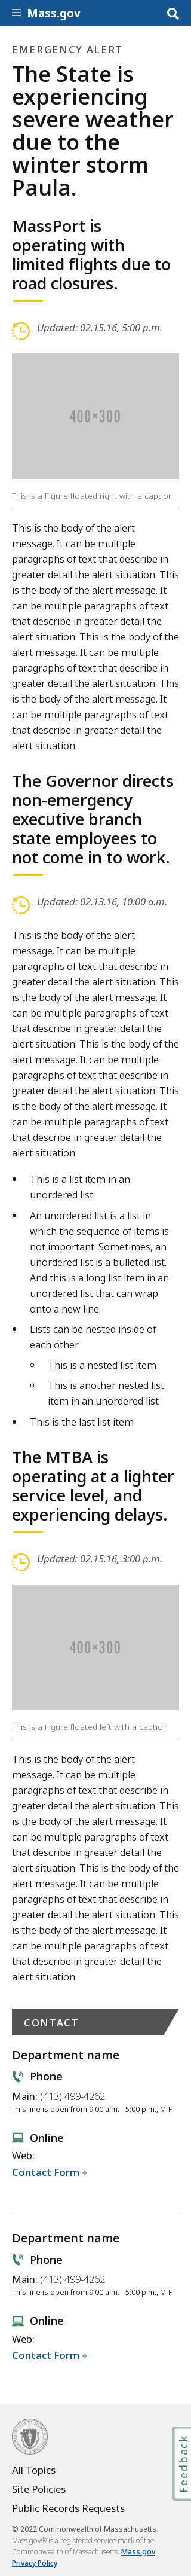 Mass.gov
EMERGENCY ALERT
The State is
experiencing
severe weather
due to the
winter storm
Paula.
MassPort is
operating with
limited flights due to
road closures.
Updated: 02.15.16, 5:00 p.m.
400×300
This is a Figure floated right with a caption
This is the body of the alert
message. It can be multiple
paragraphs of text that describe in
greater detail the alert situation. This
is the body of the alert message. It
can be multiple paragraphs of text
that describe in greater detail the
alert situation. This is the body of the
alert message. It can be multiple
paragraphs of text that describe in
greater detail the alert situation. This
is the body of the alert message. It
can be multiple paragraphs of text
that describe in greater detail the
alert situation.
The Governor directs
non-emergency
executive branch
state employees to
not come in to work.
Updated: 02.13.16, 10:00 a.m.
This is the body of the alert
message. It can be multiple
paragraphs of text that describe in
greater detail the alert situation. This
is the body of the alert message. It
can be multiple paragraphs of text
that describe in greater detail the
alert situation. This is the body of the
alert message. It can be multiple
paragraphs of text that describe in
greater detail the alert situation. This
is the body of the alert message. It
can be multiple paragraphs of text
that describe in greater detail the
alert situation.
• This is a list item in an
unordered list
• An unordered list is a list in
which the sequence of items is
not important. Sometimes, an
unordered list is a bulleted list.
And this is a long list item in an
unordered list that can wrap
onto a new line.
• Lists can be nested inside of
each other
○ This is a nested list item
○ This is another nested list
item in an unordered list
• This is the last list item
The MTBA is
operating at a lighter
service level, and
experiencing delays.
Updated: 02.15.16, 3:00 p.m.
400×300
This is a Figure floated left with a caption
This is the body of the alert
message. It can be multiple
paragraphs of text that describe in
greater detail the alert situation. This
is the body of the alert message. It
can be multiple paragraphs of text
that describe in greater detail the
alert situation. This is the body of the
alert message. It can be multiple
paragraphs of text that describe in
greater detail the alert situation. This
is the body of the alert message. It
can be multiple paragraphs of text
that describe in greater detail the
alert situation.
CONTACT
Department name
Phone
Main: (413) 499-4262
This line is open from 9:00 a.m. - 5:00 p.m., M-F
Online
Web:
Contact Form
Department name
Phone
Main: (413) 499-4262
This line is open from 9:00 a.m. - 5:00 p.m., M-F
Online
Web:
Contact Form
Feedback
All Topics
Site Policies
Public Records Requests
© 2022 Commonwealth of Massachusetts.
Mass.gov® is a registered service mark of the
Commonwealth of Massachusetts. Mass.gov
Privacy Policy